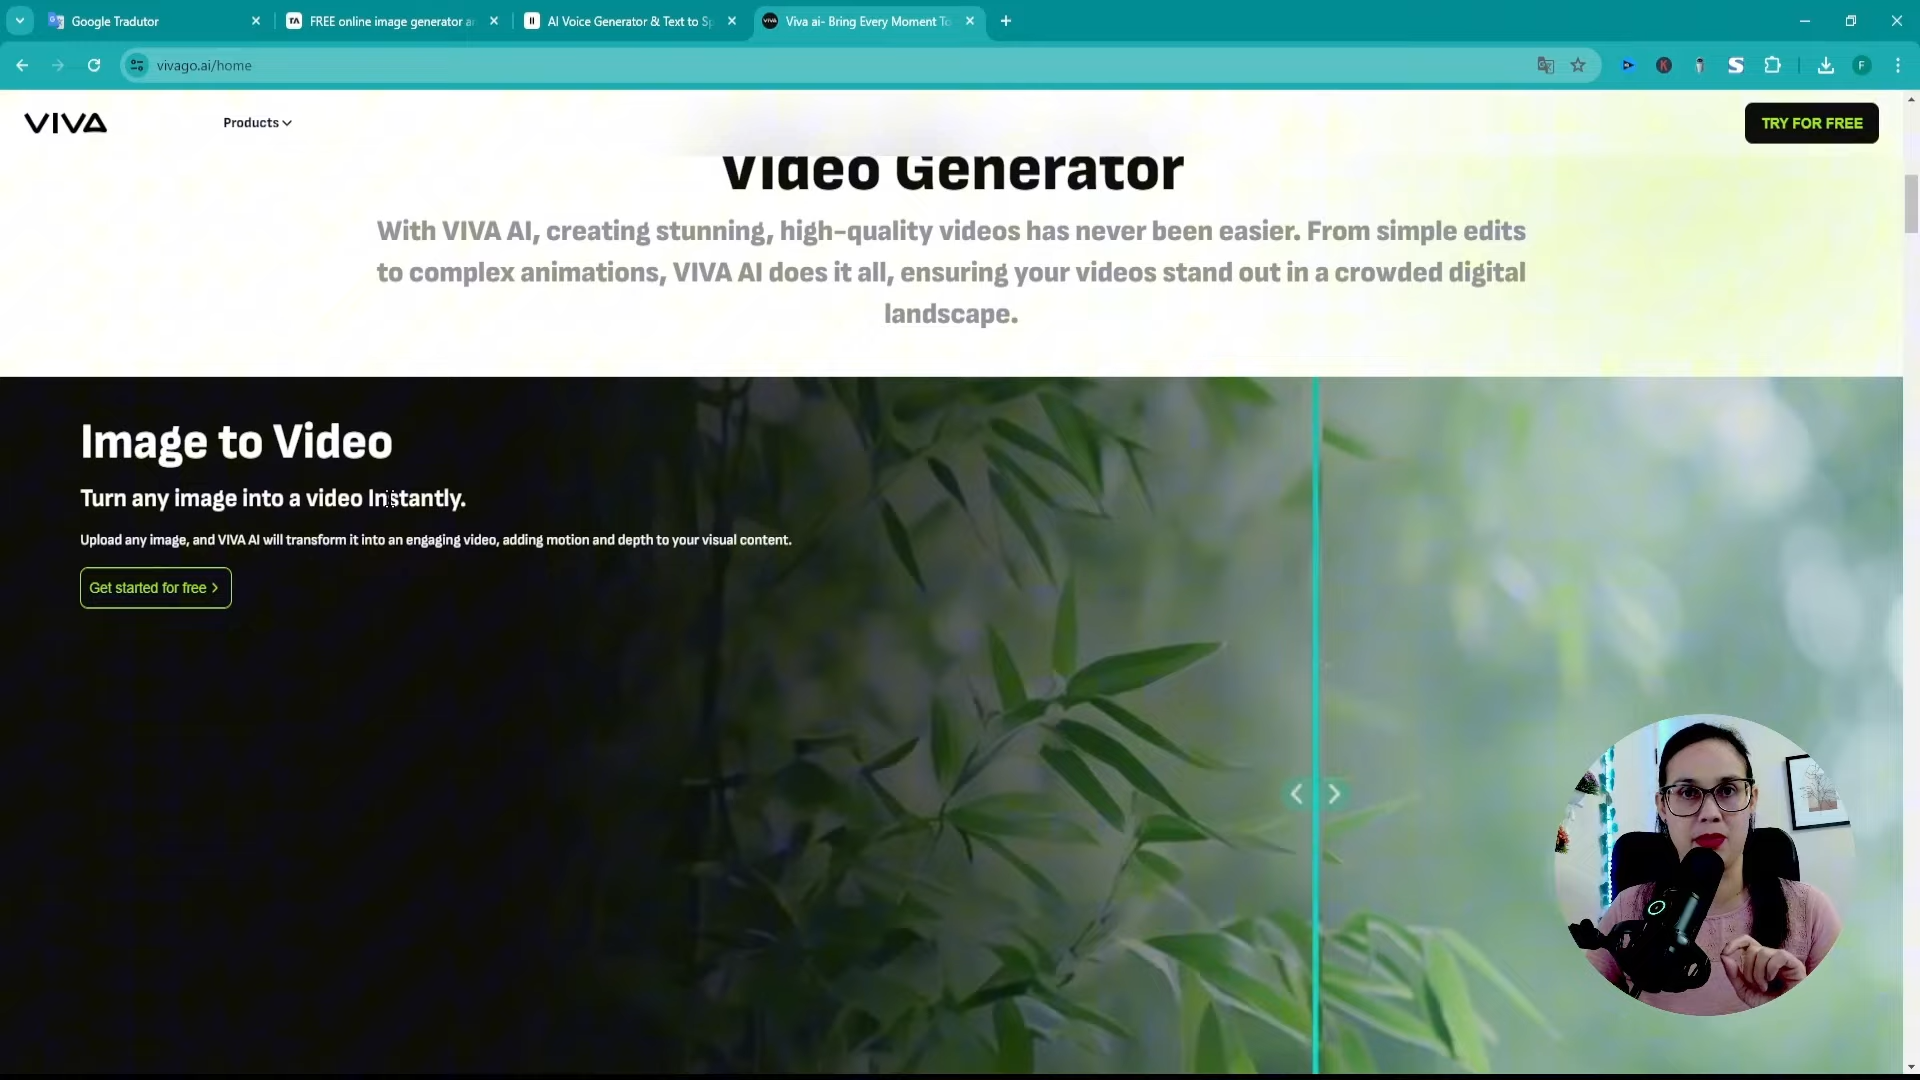 Google Tradutor
FREE online image generator a
AI Voice Generator & Text to Sp
Viva ai- Bring Every Moment To
vivago.ai/home
K
S
F
VIVA
Products
TRY FOR FREE
Video Generator
With VIVA AI, creating stunning, high-quality videos has never been easier. From simple edits
to complex animations, VIVA AI does it all, ensuring your videos stand out in a crowded digital
landscape.
Image to Video
Turn any image into a video Instantly.
Upload any image, and VIVA AI will transform it into an engaging video, adding motion and depth to your visual content.
Get started for free >